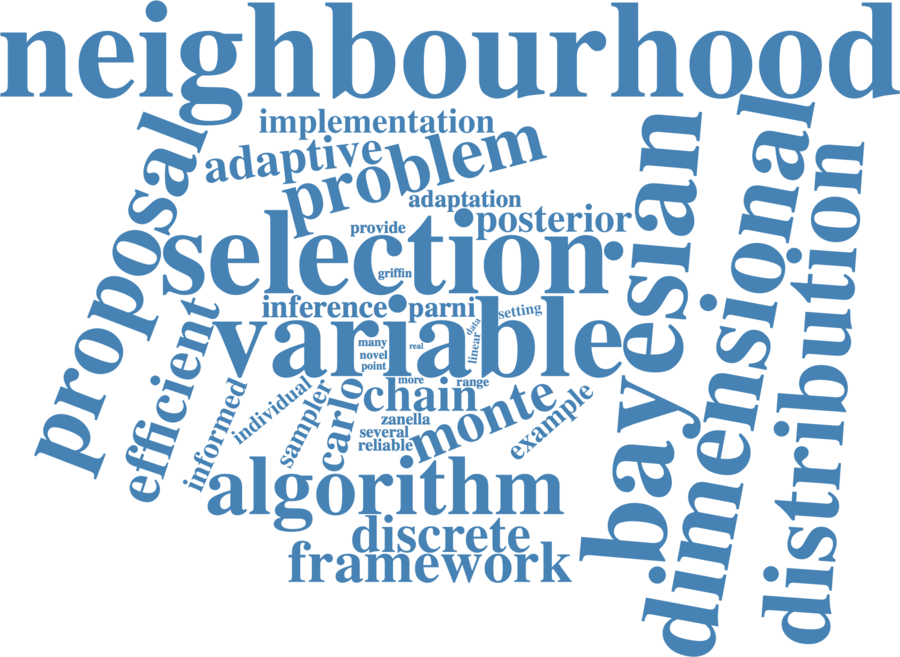 neighbourhood
implementation
adaptive
problem
proposal
adaptation
posterior
selection
provide
griffin
bayesian
dimensional
distribution
inference
parni
setting
variable
data
linear
many
real
novel
point
efficient
informed
individual
sampler
carlo
more
range
chain
monte
example
zanella
several
reliable
algorithm
discrete
framework